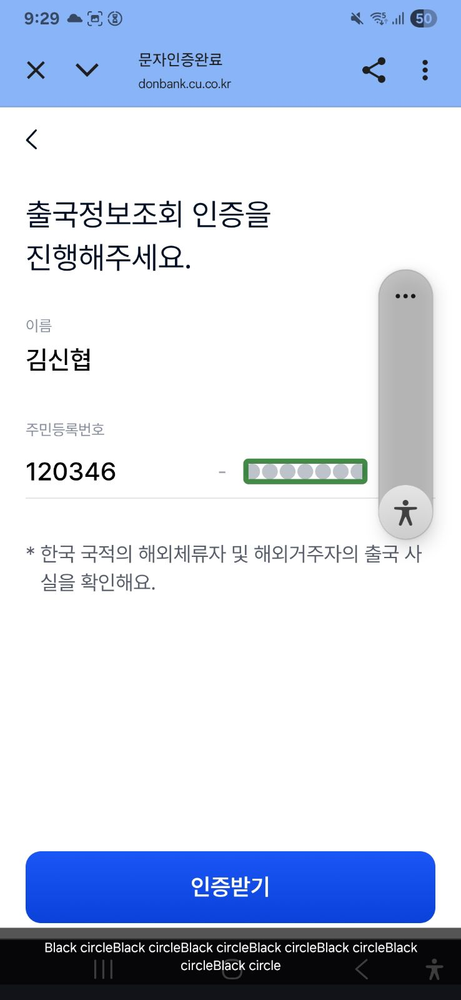 9:29
5
50
문자인증완료
donbank.cu.co.kr
출국정보조회 인증을
진행해주세요.
이름
김신협
주민등록번호
120346 - ●●●●●●●
* 한국 국적의 해외체류자 및 해외거주자의 출국 사
실을 확인해요.
인증받기
Black circleBlack circleBlack circleBlack circleBlack circleBlack
circleBlack circle